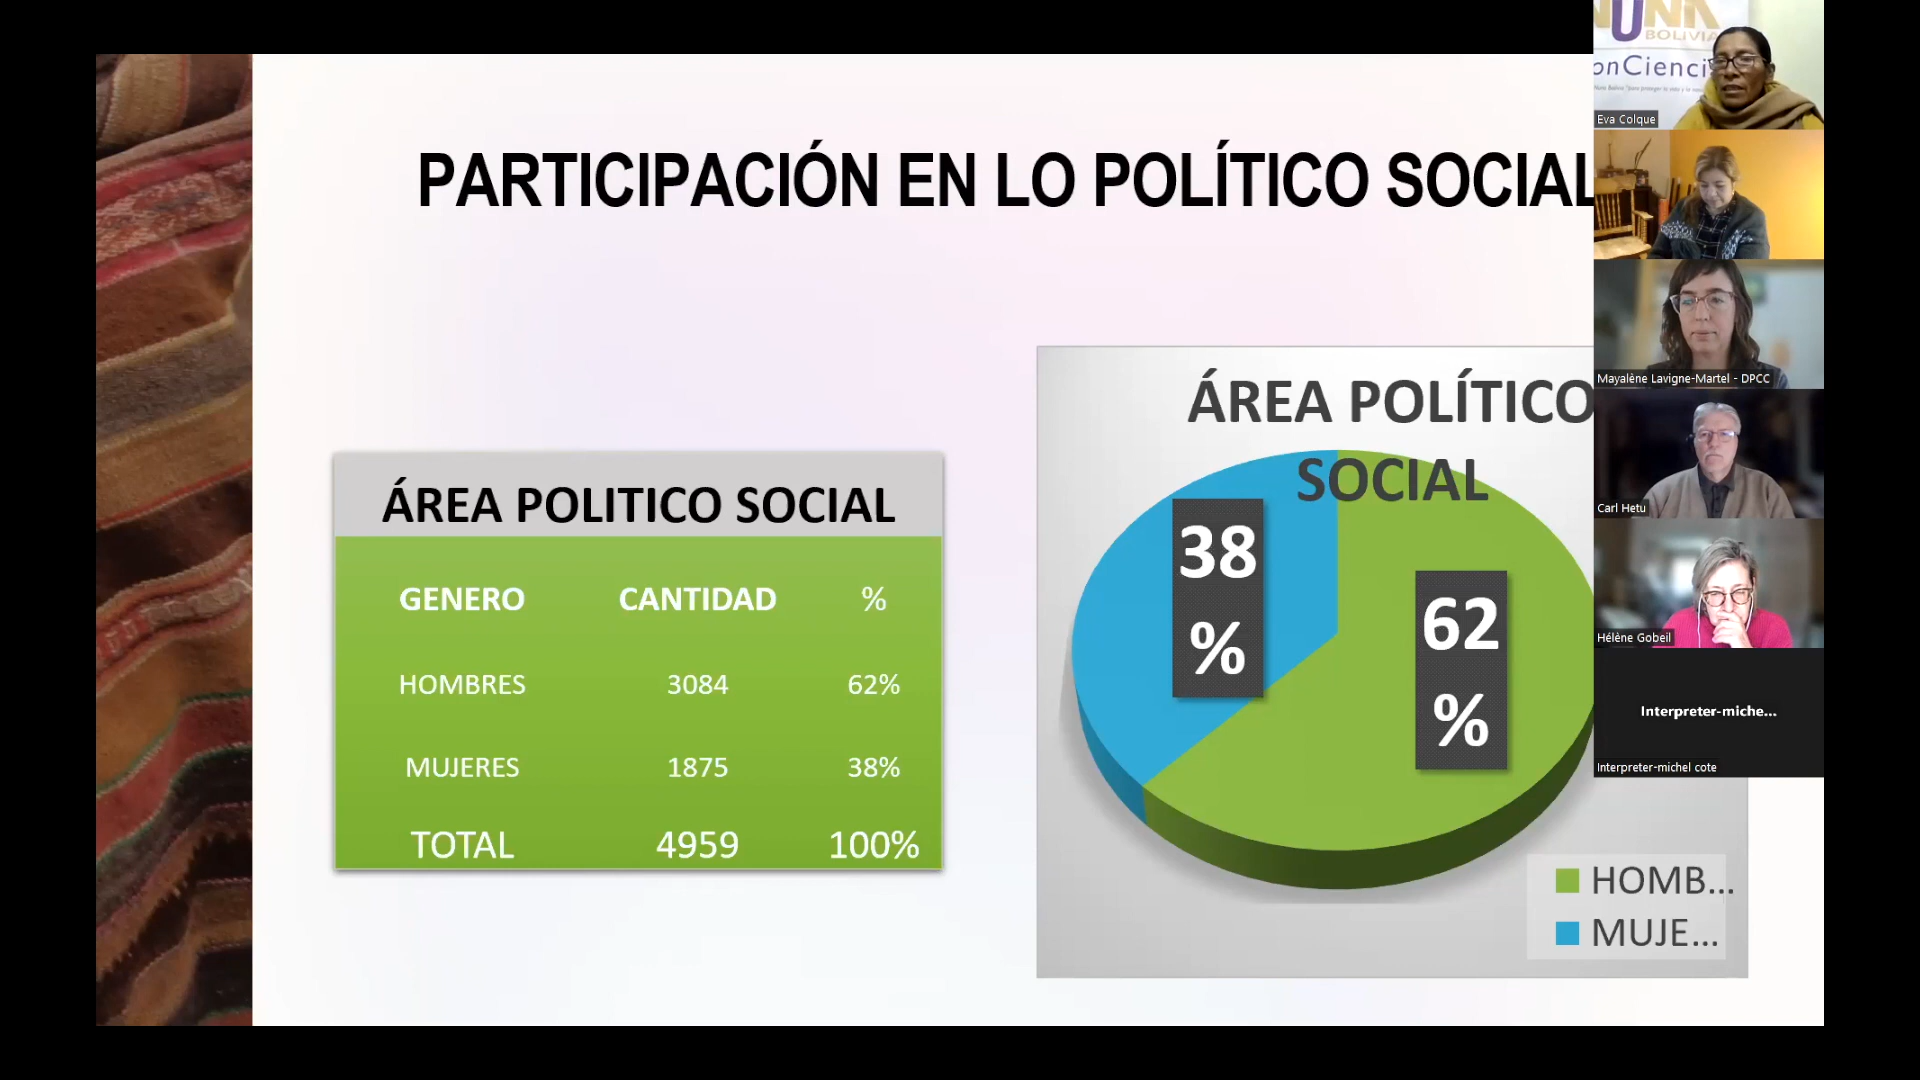 PARTICIPACIÓN EN LO POLÍTICO SOCIAL
ÁREA POLITICO SOCIAL
GENERO CANTIDAD %
HOMBRES 3084 62%
MUJERES 1875 38%
TOTAL 4959 100%
ÁREA POLÍTICO
SOCIAL
38
%
62
%
HOMB...
MUJE...
BOLIVIA
Eva Colque
Mayalène Lavigne-Martel - DPCC
Carl Hetu
Hélène Gobeil
Interpreter-miche...
Interpreter-michel cote